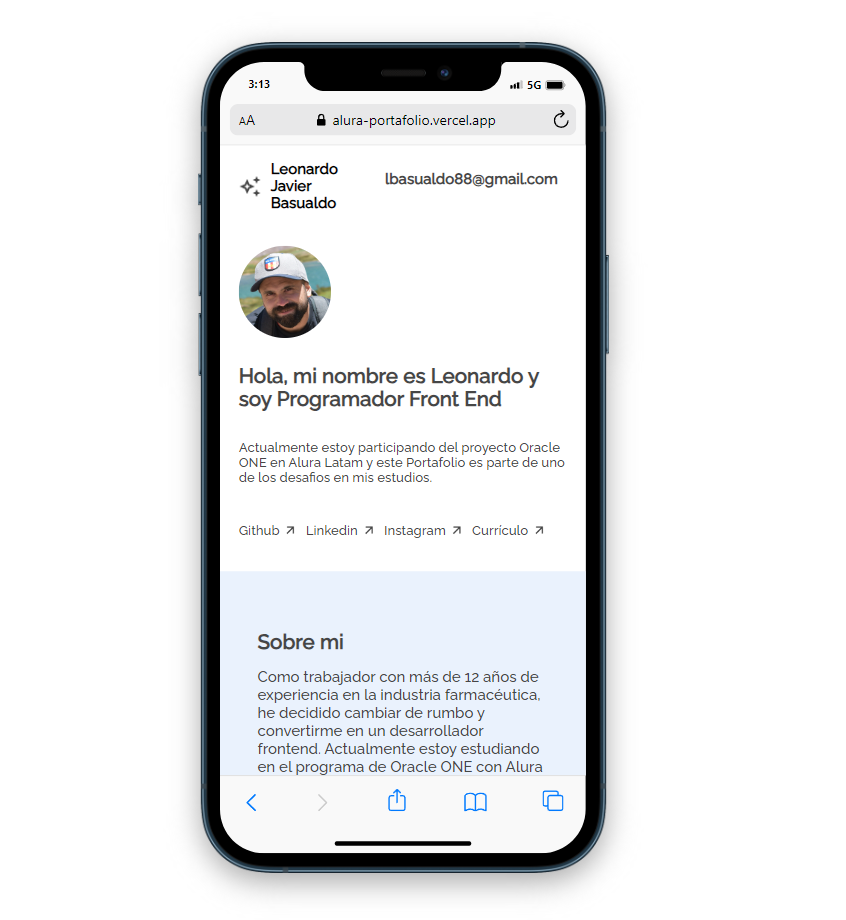 3:13
5G
AA
alura-portafolio.vercel.app
Leonardo
Javier
Basualdo
lbasualdo88@gmail.com
Hola, mi nombre es Leonardo y
soy Programador Front End
Actualmente estoy participando del proyecto Oracle
ONE en Alura Latam y este Portafolio es parte de uno
de los desafios en mis estudios.
Github Linkedin Instagram Currículo
Sobre mi
Como trabajador con más de 12 años de
experiencia en la industria farmacéutica,
he decidido cambiar de rumbo y
convertirme en un desarrollador
frontend. Actualmente estoy estudiando
en el programa de Oracle ONE con Alura